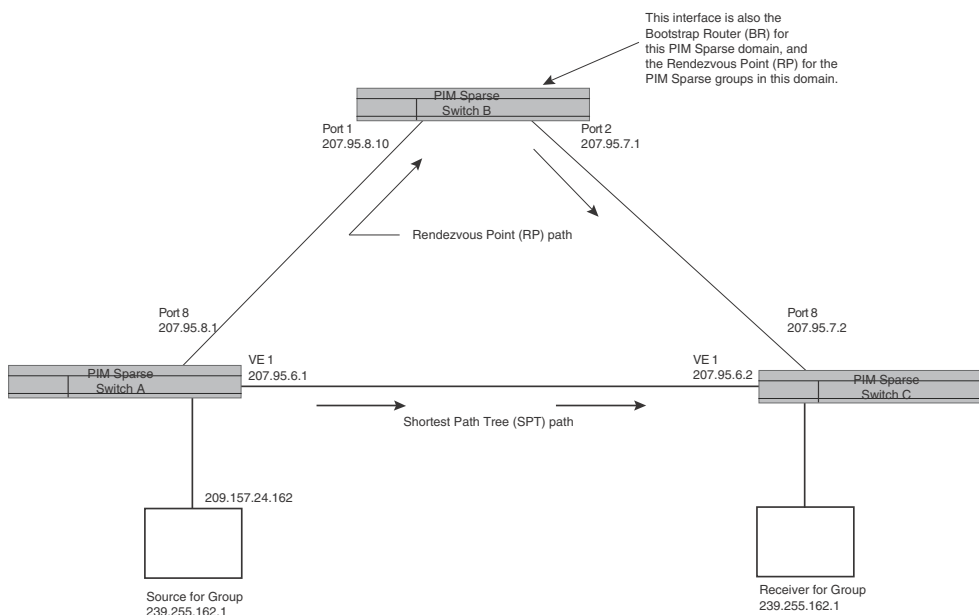 This interface is also the
Bootstrap Router (BR) for
this PIM Sparse domain, and
the Rendezvous Point (RP) for the
PIM Sparse groups in this domain.
PIM Sparse
Switch B
Port 1
207.95.8.10
Port 2
207.95.7.1
Rendezvous Point (RP) path
Port 8
207.95.8.1
Port 8
207.95.7.2
VE 1
207.95.6.1
VE 1
207.95.6.2
PIM Sparse
Switch A
PIM Sparse
Switch C
Shortest Path Tree (SPT) path
209.157.24.162
Source for Group
239.255.162.1
Receiver for Group
239.255.162.1